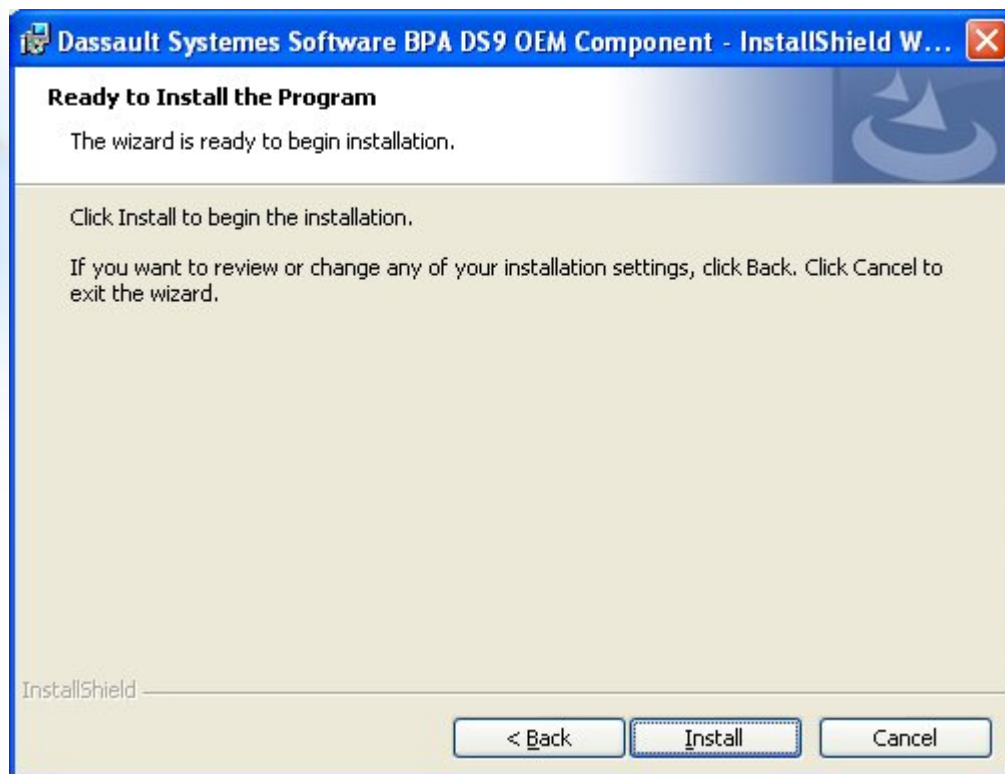 Dassault Systemes Software BPA DS9 OEM Component - InstallShield W...
Ready to Install the Program
The wizard is ready to begin installation.
Click Install to begin the installation.
If you want to review or change any of your installation settings, click Back. Click Cancel to
exit the wizard.
InstallShield
< Back
Install
Cancel